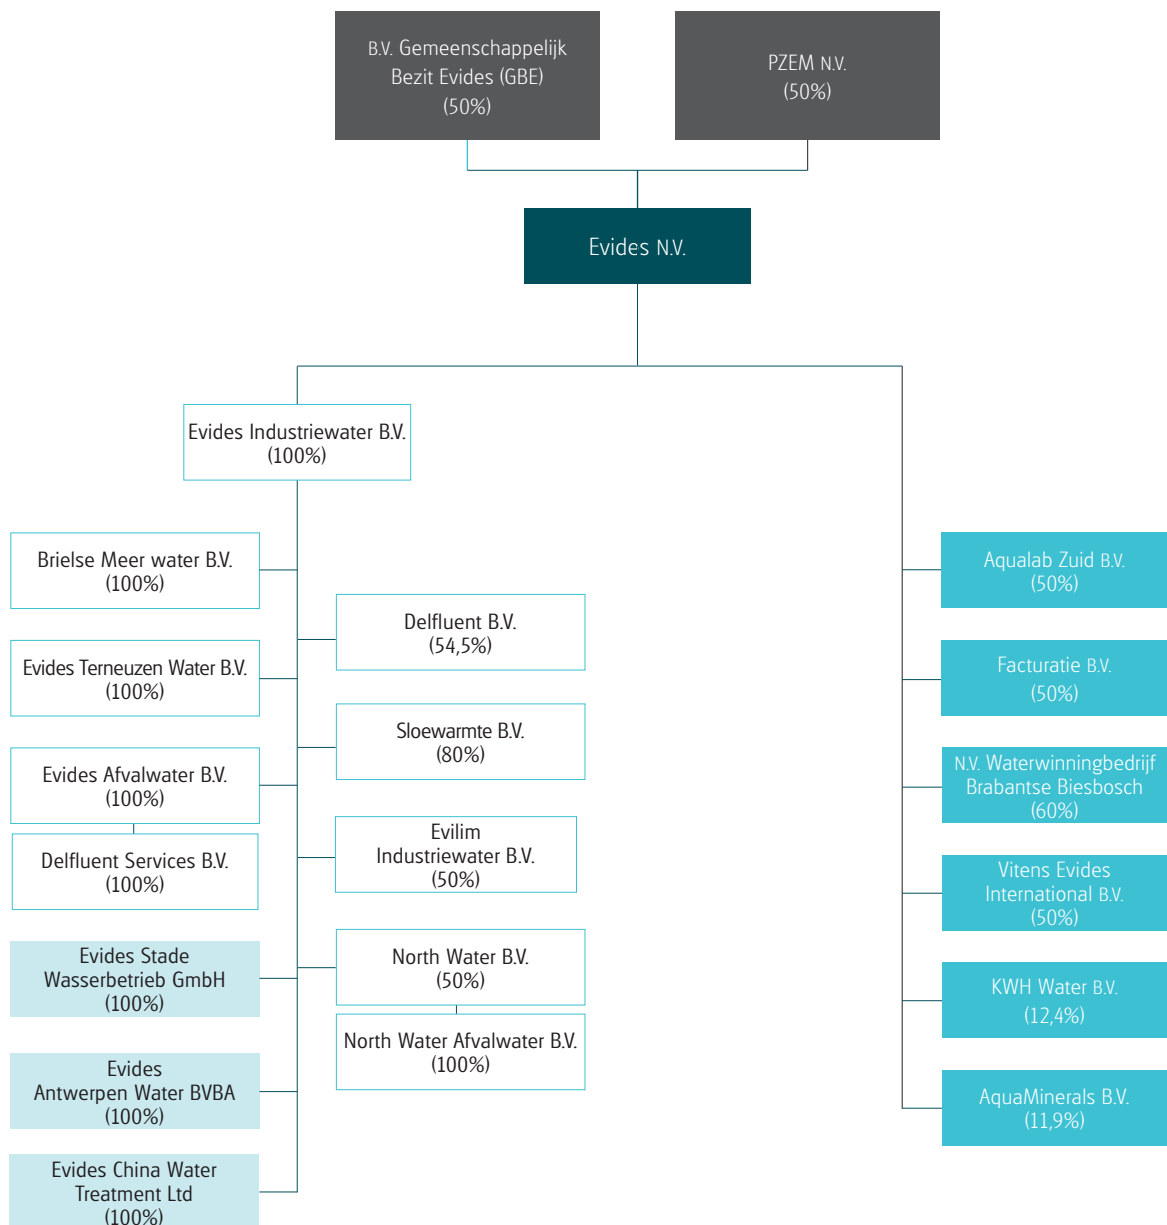 B.V. Gemeenschappelijk
Bezit Evides (GBE)
(50%)
PZEM N.V.
(50%)
Evides N.V.
Evides Industriewater B.V.
(100%)
Brielse Meer water B.V.
(100%)
Evides Terneuzen Water B.V.
(100%)
Evides Afvalwater B.V.
(100%)
Delfluent Services B.V.
(100%)
Evides Stade
Wasserbetrieb GmbH
(100%)
Evides
Antwerpen Water BVBA
(100%)
Evides China Water
Treatment Ltd
(100%)
Delfluent B.V.
(54,5%)
Sloewarmte B.V.
(80%)
Evilim
Industriewater B.V.
(50%)
North Water B.V.
(50%)
North Water Afvalwater B.V.
(100%)
Aqualab Zuid B.V.
(50%)
Facturatie B.V.
(50%)
N.V. Waterwinningbedrijf
Brabantse Biesbosch
(60%)
Vitens Evides
International B.V.
(50%)
KWH Water B.V.
(12,4%)
AquaMinerals B.V.
(11,9%)